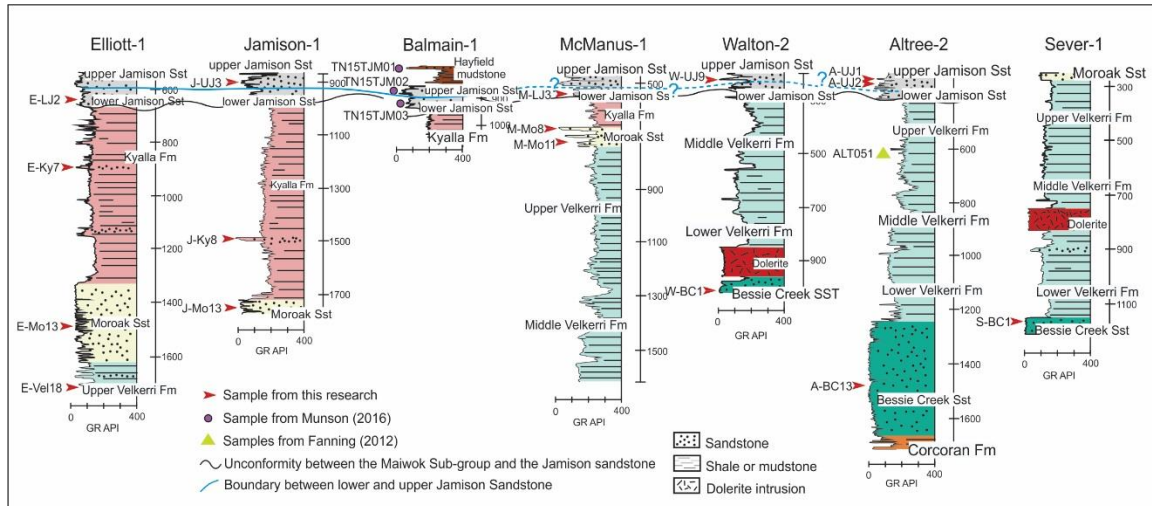 Elliott-1
upper Jamison Sst
E-LJ2
600
lower Jamison Sst
800
Kyalla Fm
E-Ky7
1000
1200
1400
Moroak Sst
E-Mo13
1600
E-Vel18
Upper Velkerri Fm
0 400
GR API
Jamison-1
upper Jamison Sst
J-UJ3
900
lower Jamison Sst
1100
Kyalla Fm
1300
J-Ky8
1500
1700
J-Mo13
Moroak Sst
0 400
GR API
Balmain-1
TN15TJM01
Hayfield
mudstone
TN15TJM02
upper Jamison Sst
900
lower Jamison Sst
TN15TJM03
1000
Kyalla Fm
0 400
McManus-1
upper Jamison Sst
?
500
?
M-LJ3
lower Jamison Sst
Kyalla Fm
M-Mo8
Moroak Sst
M-Mo11
900
Upper Velkerri Fm
1100
1300
Middle Velkerri Fm
1500
0 400
GR API
Walton-2
upper Jamison Sst
W-UJ9
lower Jamison Sst
Middle Velkerri Fm
500
700
Lower Velkerri Fm
Dolerite
900
W-BC1
Bessie Creek SST
0 400
GR API
Altree-2
A-UJ1
?
A-UJ2
upper Jamison Sst
lower Jamison Sst
Upper Velkerri Fm
ALT051
600
800
Middle Velkerri Fm
1000
Lower Velkerri Fm
1200
1400
A-BC13
Bessie Creek Sst
1600
Corcoran Fm
0 400
GR API
Sever-1
Moroak Sst
300
Upper Velkerri Fm
500
Middle Velkerri Fm
700
Dolerite
900
Lower Velkerri Fm
1100
S-BC1
Bessie Creek Sst
0 400
GR API
Sample from this research
Sample from Munson (2016)
Samples from Fanning (2012)
Unconformity between the Maiwok Sub-group and the Jamison sandstone
Boundary between lower and upper Jamison Sandstone
Sandstone
Shale or mudstone
Dolerite intrusion